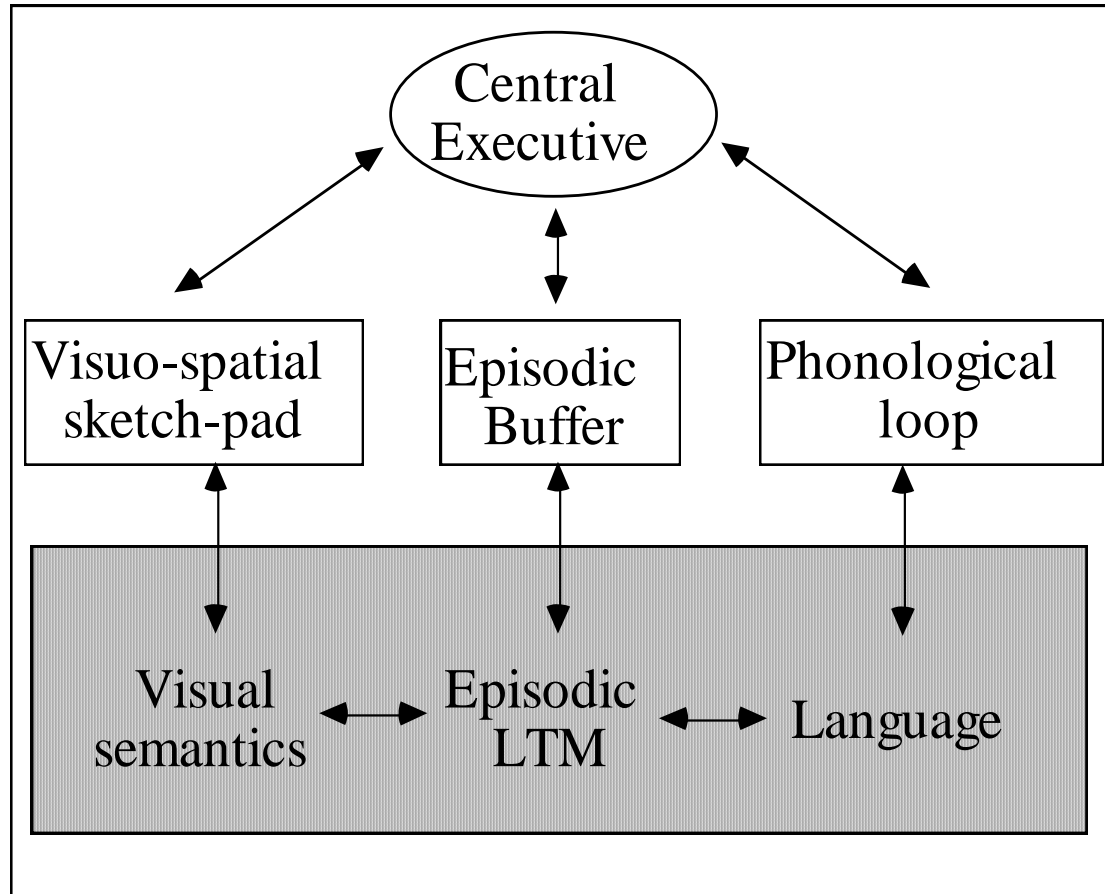 Central
Executive
Visuo-spatial
sketch-pad
Episodic
Buffer
Phonological
loop
Visual
semantics
Episodic
LTM
Language